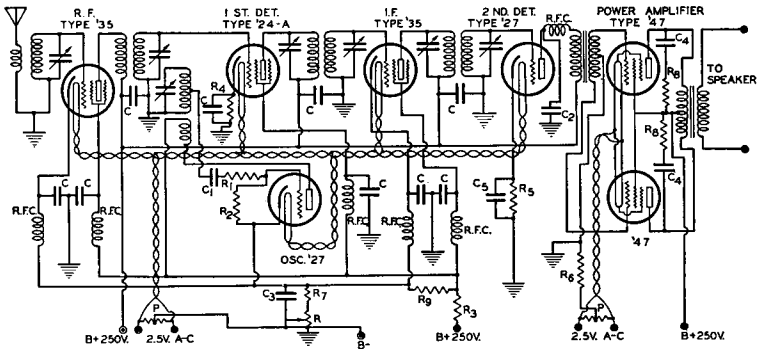 R.F.
TYPE '35
1 ST. DET.
TYPE '24-A
I.F.
TYPE '35
2 ND. DET.
TYPE '27
R.F.C.
POWER AMPLIFIER
TYPE '47
C4
R8
TO
SPEAKER
R4
C
C
C
C
C
C2
R8
C4
C1
R1
R2
C
C
C
C
C
C5
R5
R.F.C.
R.F.C.
R.F.C.
R.F.C.
OSC. '27
'47
R6
C3
R7
R9
R3
P
R
P
B+250V.
2.5V. A-C
B-
B+250V.
2.5V. A-C
B+250V.